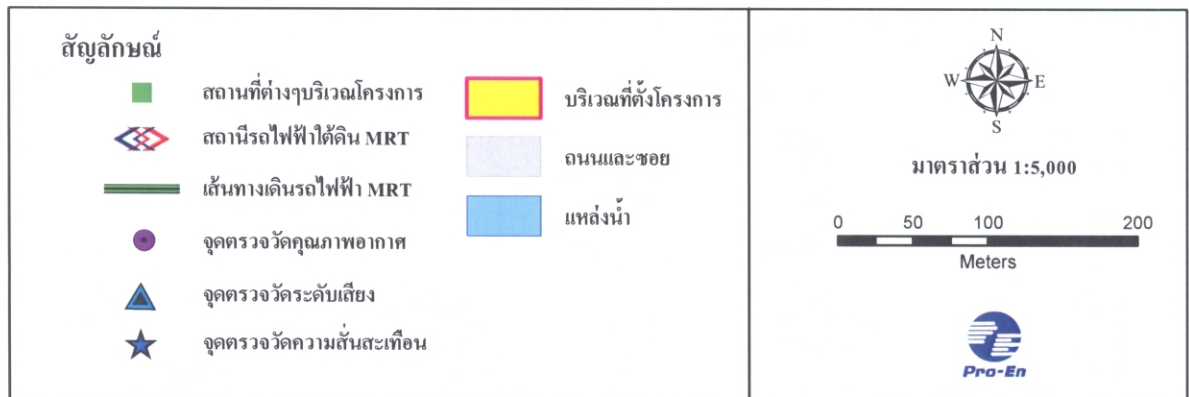 สัญลักษณ์
สถานที่ต่างๆบริเวณโครงการ
สถานีรถไฟฟ้าใต้ดิน MRT
เส้นทางเดินรถไฟฟ้า MRT
จุดตรวจวัดคุณภาพอากาศ
จุดตรวจวัดระดับเสียง
จุดตรวจวัดความสั่นสะเทือน
บริเวณที่ตั้งโครงการ
ถนนและซอย
แหล่งน้ำ
N
W E
S
มาตราส่วน 1:5,000
0 50 100 200
Meters
Pro-En